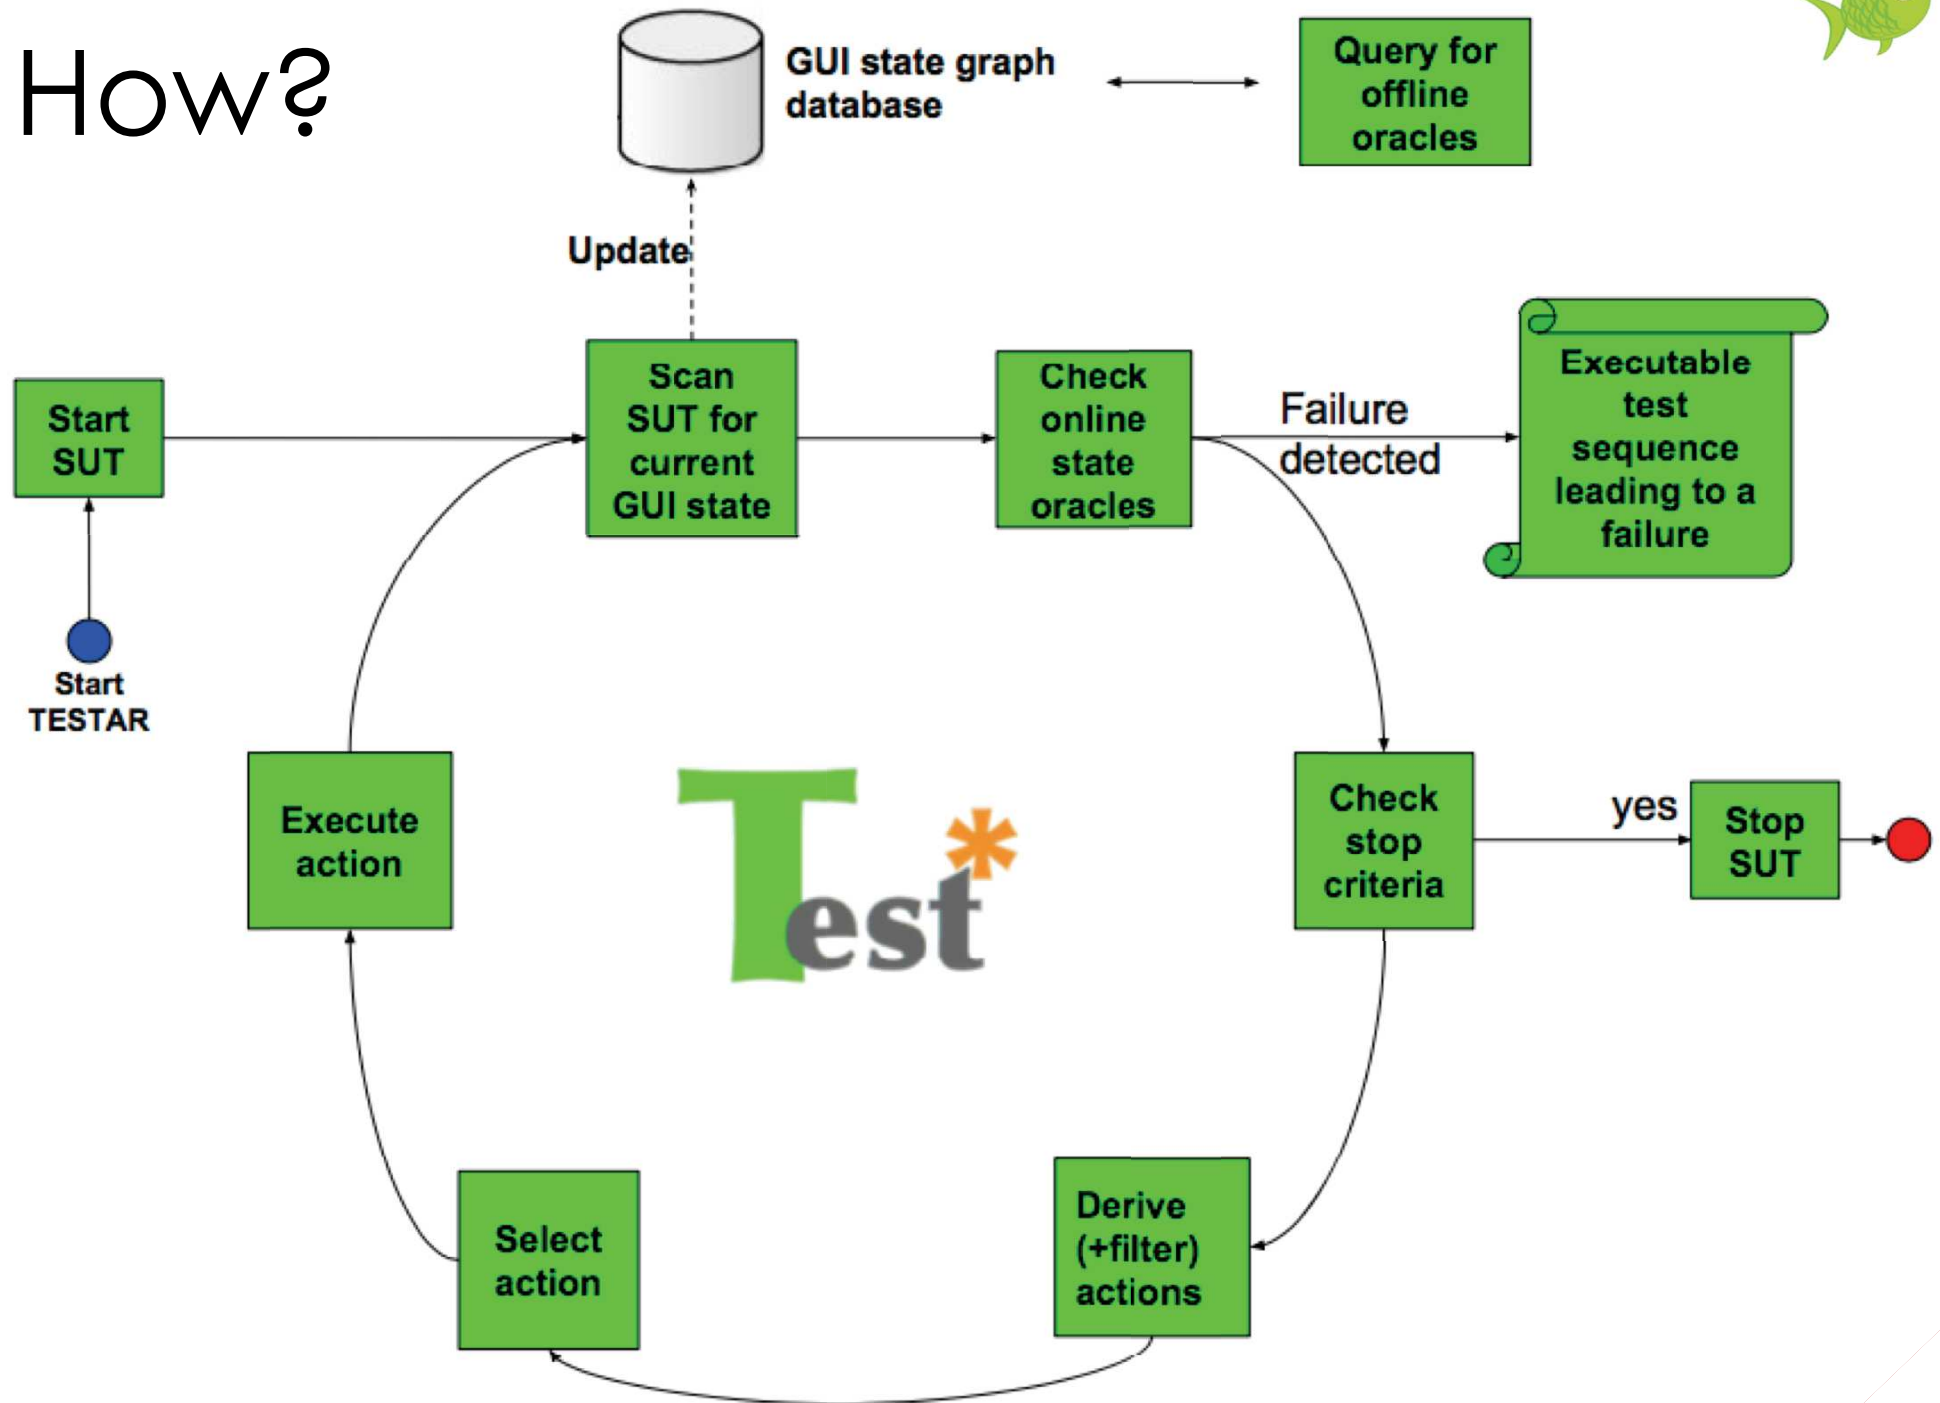 How?
GUI state graph
database
Query for
offline
oracles
Update
Start
SUT
Scan
SUT for
current
GUI state
Check
online
state
oracles
Failure
detected
Executable
test
sequence
leading to a
failure
Start
TESTAR
Execute
action
Test*
Check
stop
criteria
yes
Stop
SUT
Select
action
Derive
(+filter)
actions